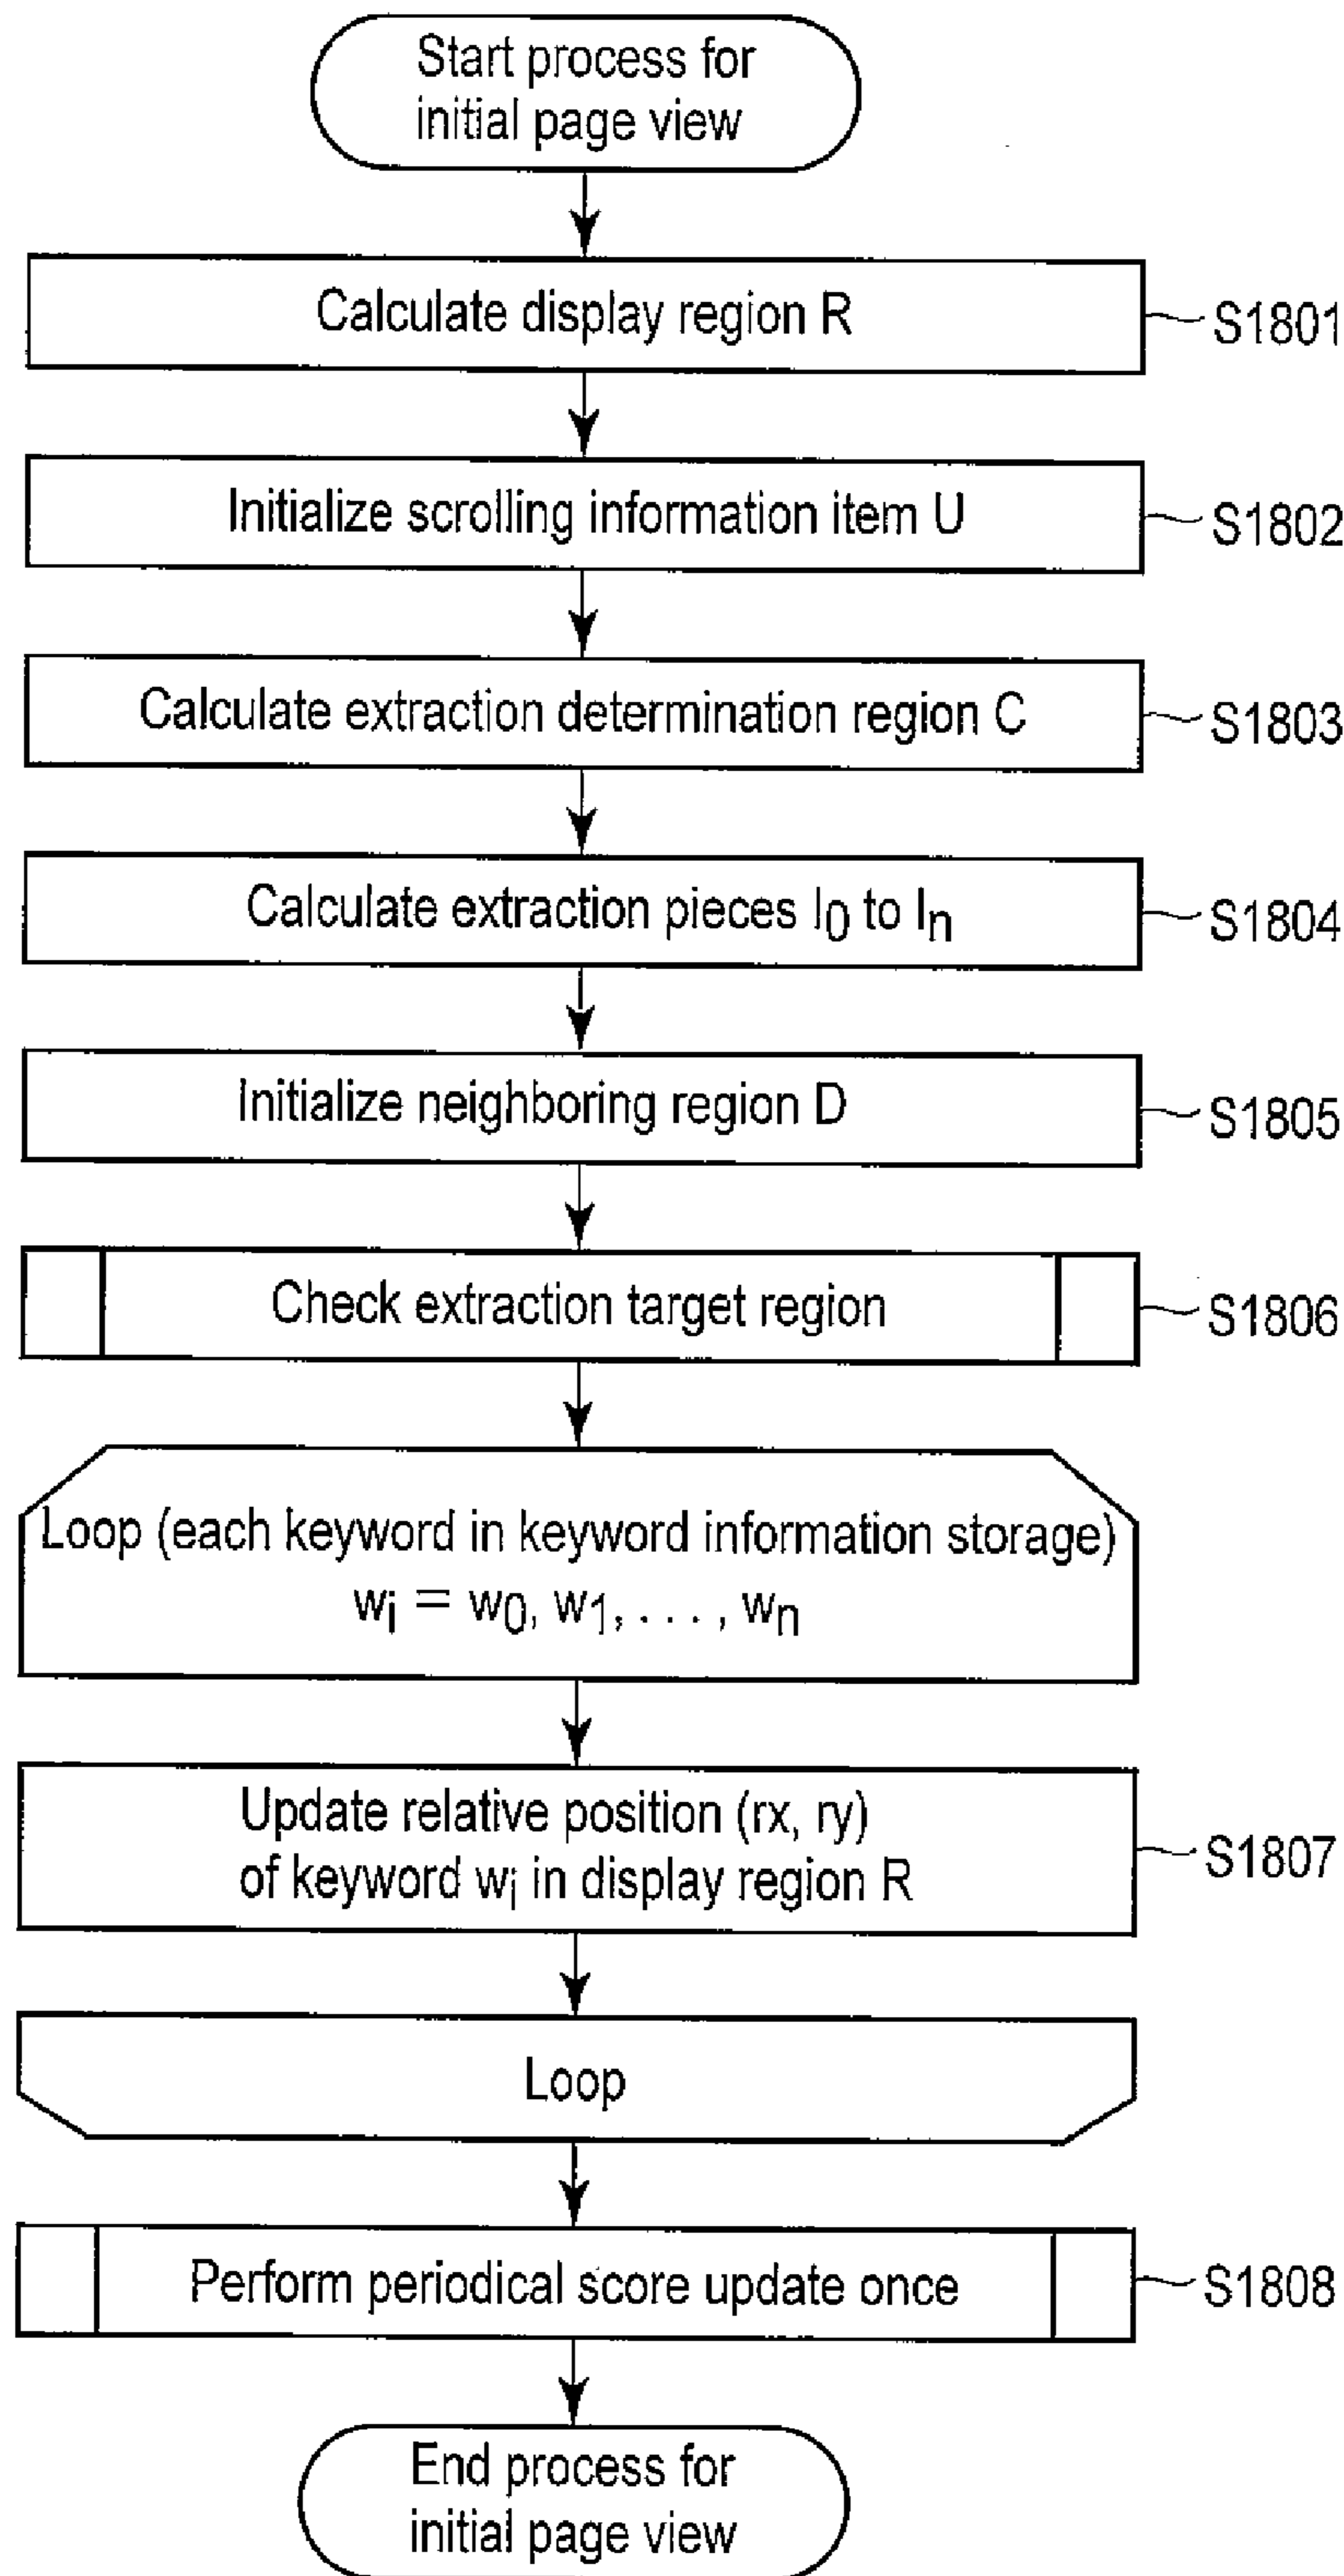 Start process for
initial page view
Calculate display region R
S1801
Initialize scrolling information item U
S1802
Calculate extraction determination region C
S1803
Calculate extraction pieces I0 to In
S1804
Initialize neighboring region D
S1805
Check extraction target region
S1806
Loop (each keyword in keyword information storage)
wi = w0, w1, . . . , wn
Update relative position (rx, ry)
of keyword wi in display region R
S1807
Loop
Perform periodical score update once
S1808
End process for
initial page view